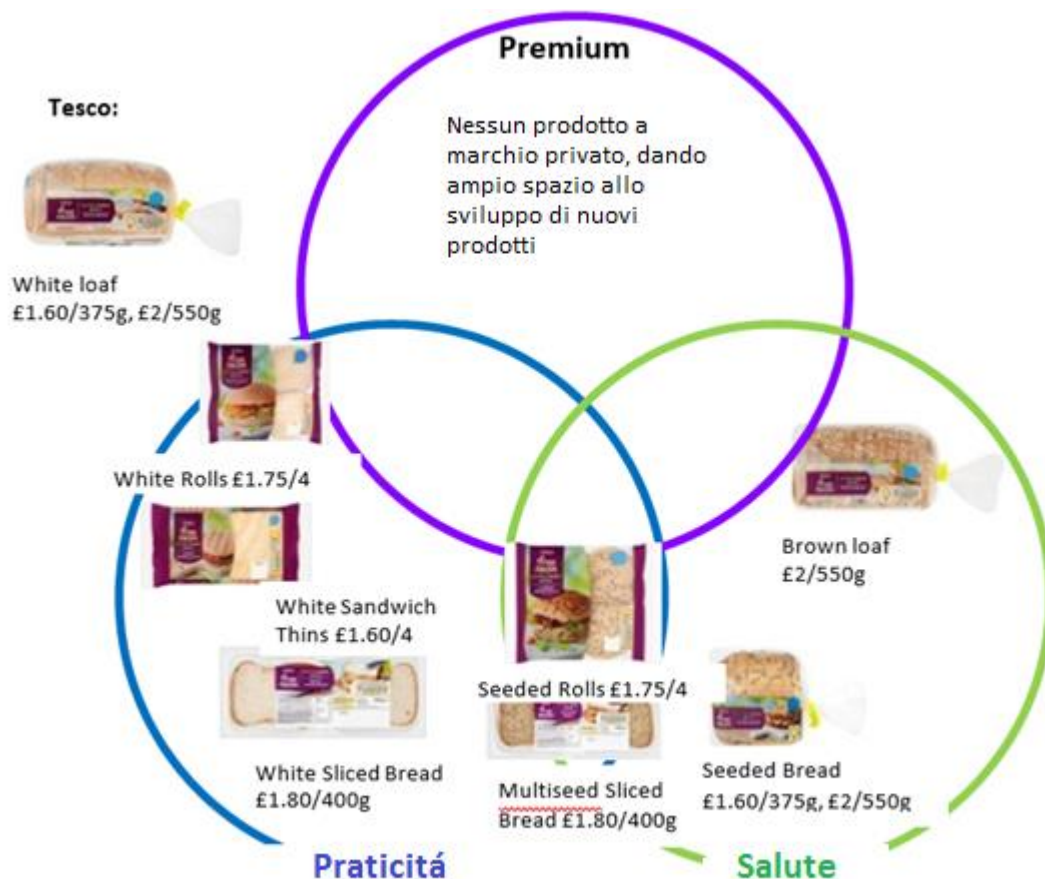 Premium
Tesco:
Nessun prodotto a
marchio privato, dando
ampio spazio allo
sviluppo di nuovi
prodotti
White loaf
£1.60/375g, £2/550g
White Rolls £1.75/4
Brown loaf
£2/550g
White Sandwich
Thins £1.60/4
Seeded Rolls £1.75/4
White Sliced Bread
£1.80/400g
Multiseed Sliced
Bread £1.80/400g
Seeded Bread
£1.60/375g, £2/550g
Praticitá
Salute